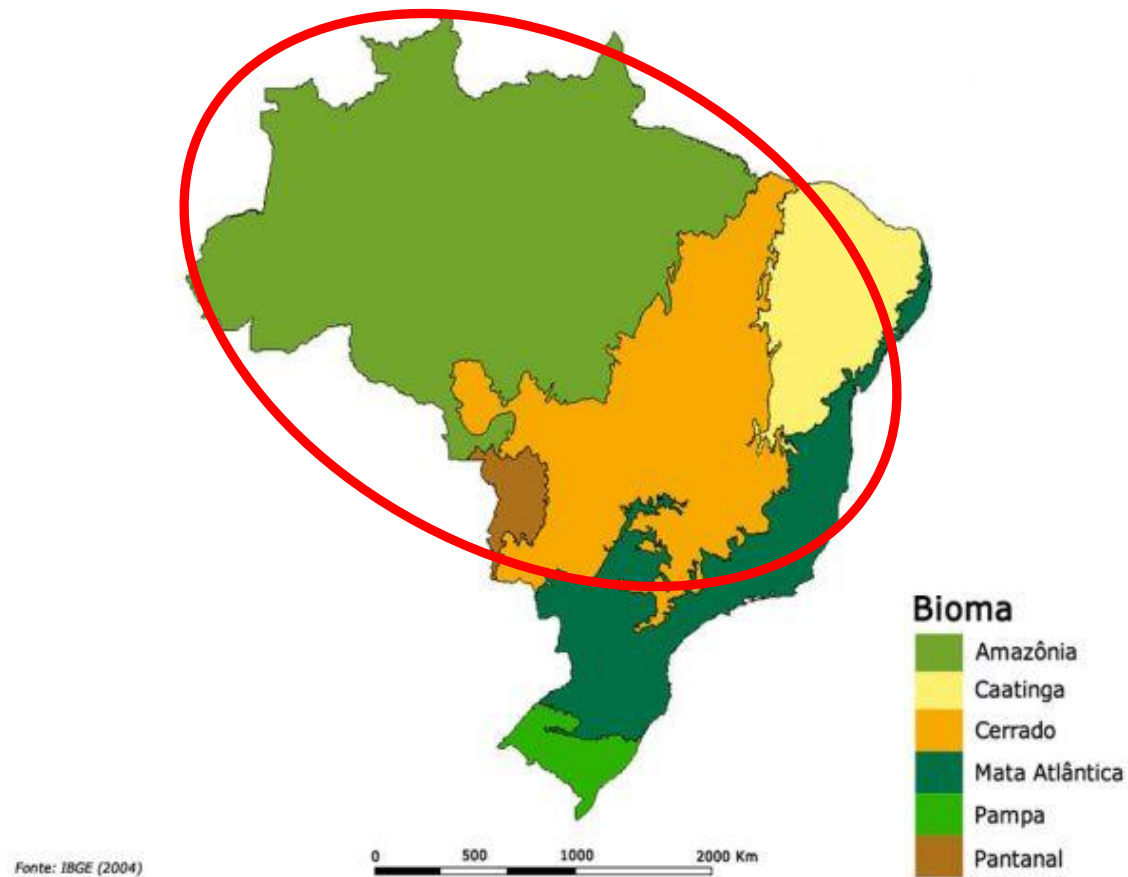 Bioma
Amazônia
Caatinga
Cerrado
Mata Atlântica
Pampa
Pantanal
0 500 1000 2000 Km
Fonte: IBGE (2004)